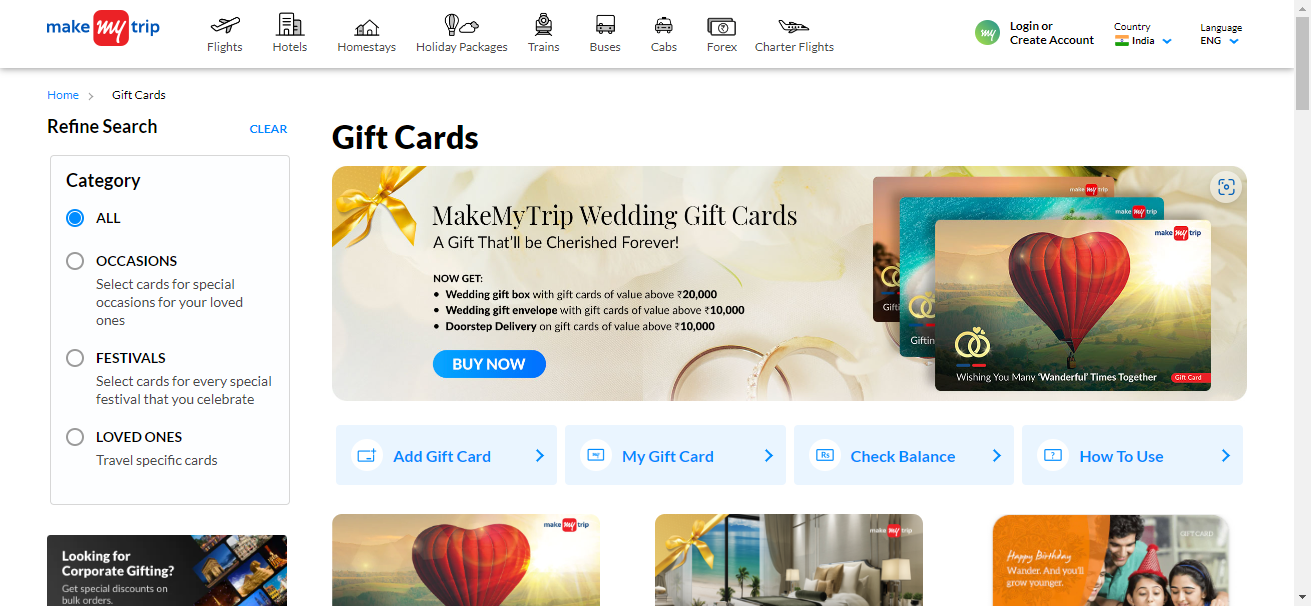 make my trip
Flights
Hotels
Homestays
Holiday Packages
Trains
Buses
Cabs
Forex
Charter Flights
my
Login or
Create Account
Country
India
Language
ENG
Home
Gift Cards
Refine Search
CLEAR
Category
ALL
OCCASIONS
Select cards for special
occasions for your loved
ones
FESTIVALS
Select cards for every special
festival that you celebrate
LOVED ONES
Travel specific cards
Looking for
Corporate Gifting?
Get special discounts on
bulk orders.
Gift Cards
MakeMyTrip Wedding Gift Cards
A Gift That'll be Cherished Forever!
NOW GET:
• Wedding gift box with gift cards of value above ₹20,000
• Wedding gift envelope with gift cards of value above ₹10,000
• Doorstep Delivery on gift cards of value above ₹10,000
BUY NOW
make my trip
make my trip
make my trip
Gifti
Giftin
Wishing You Many 'Wanderful' Times Together
Gift Card
Add Gift Card
my
My Gift Card
Rs
Check Balance
?
How To Use
make my trip
make my trip
Happy Birthday
Wander. And you'll
grow younger.
GIFTCARD